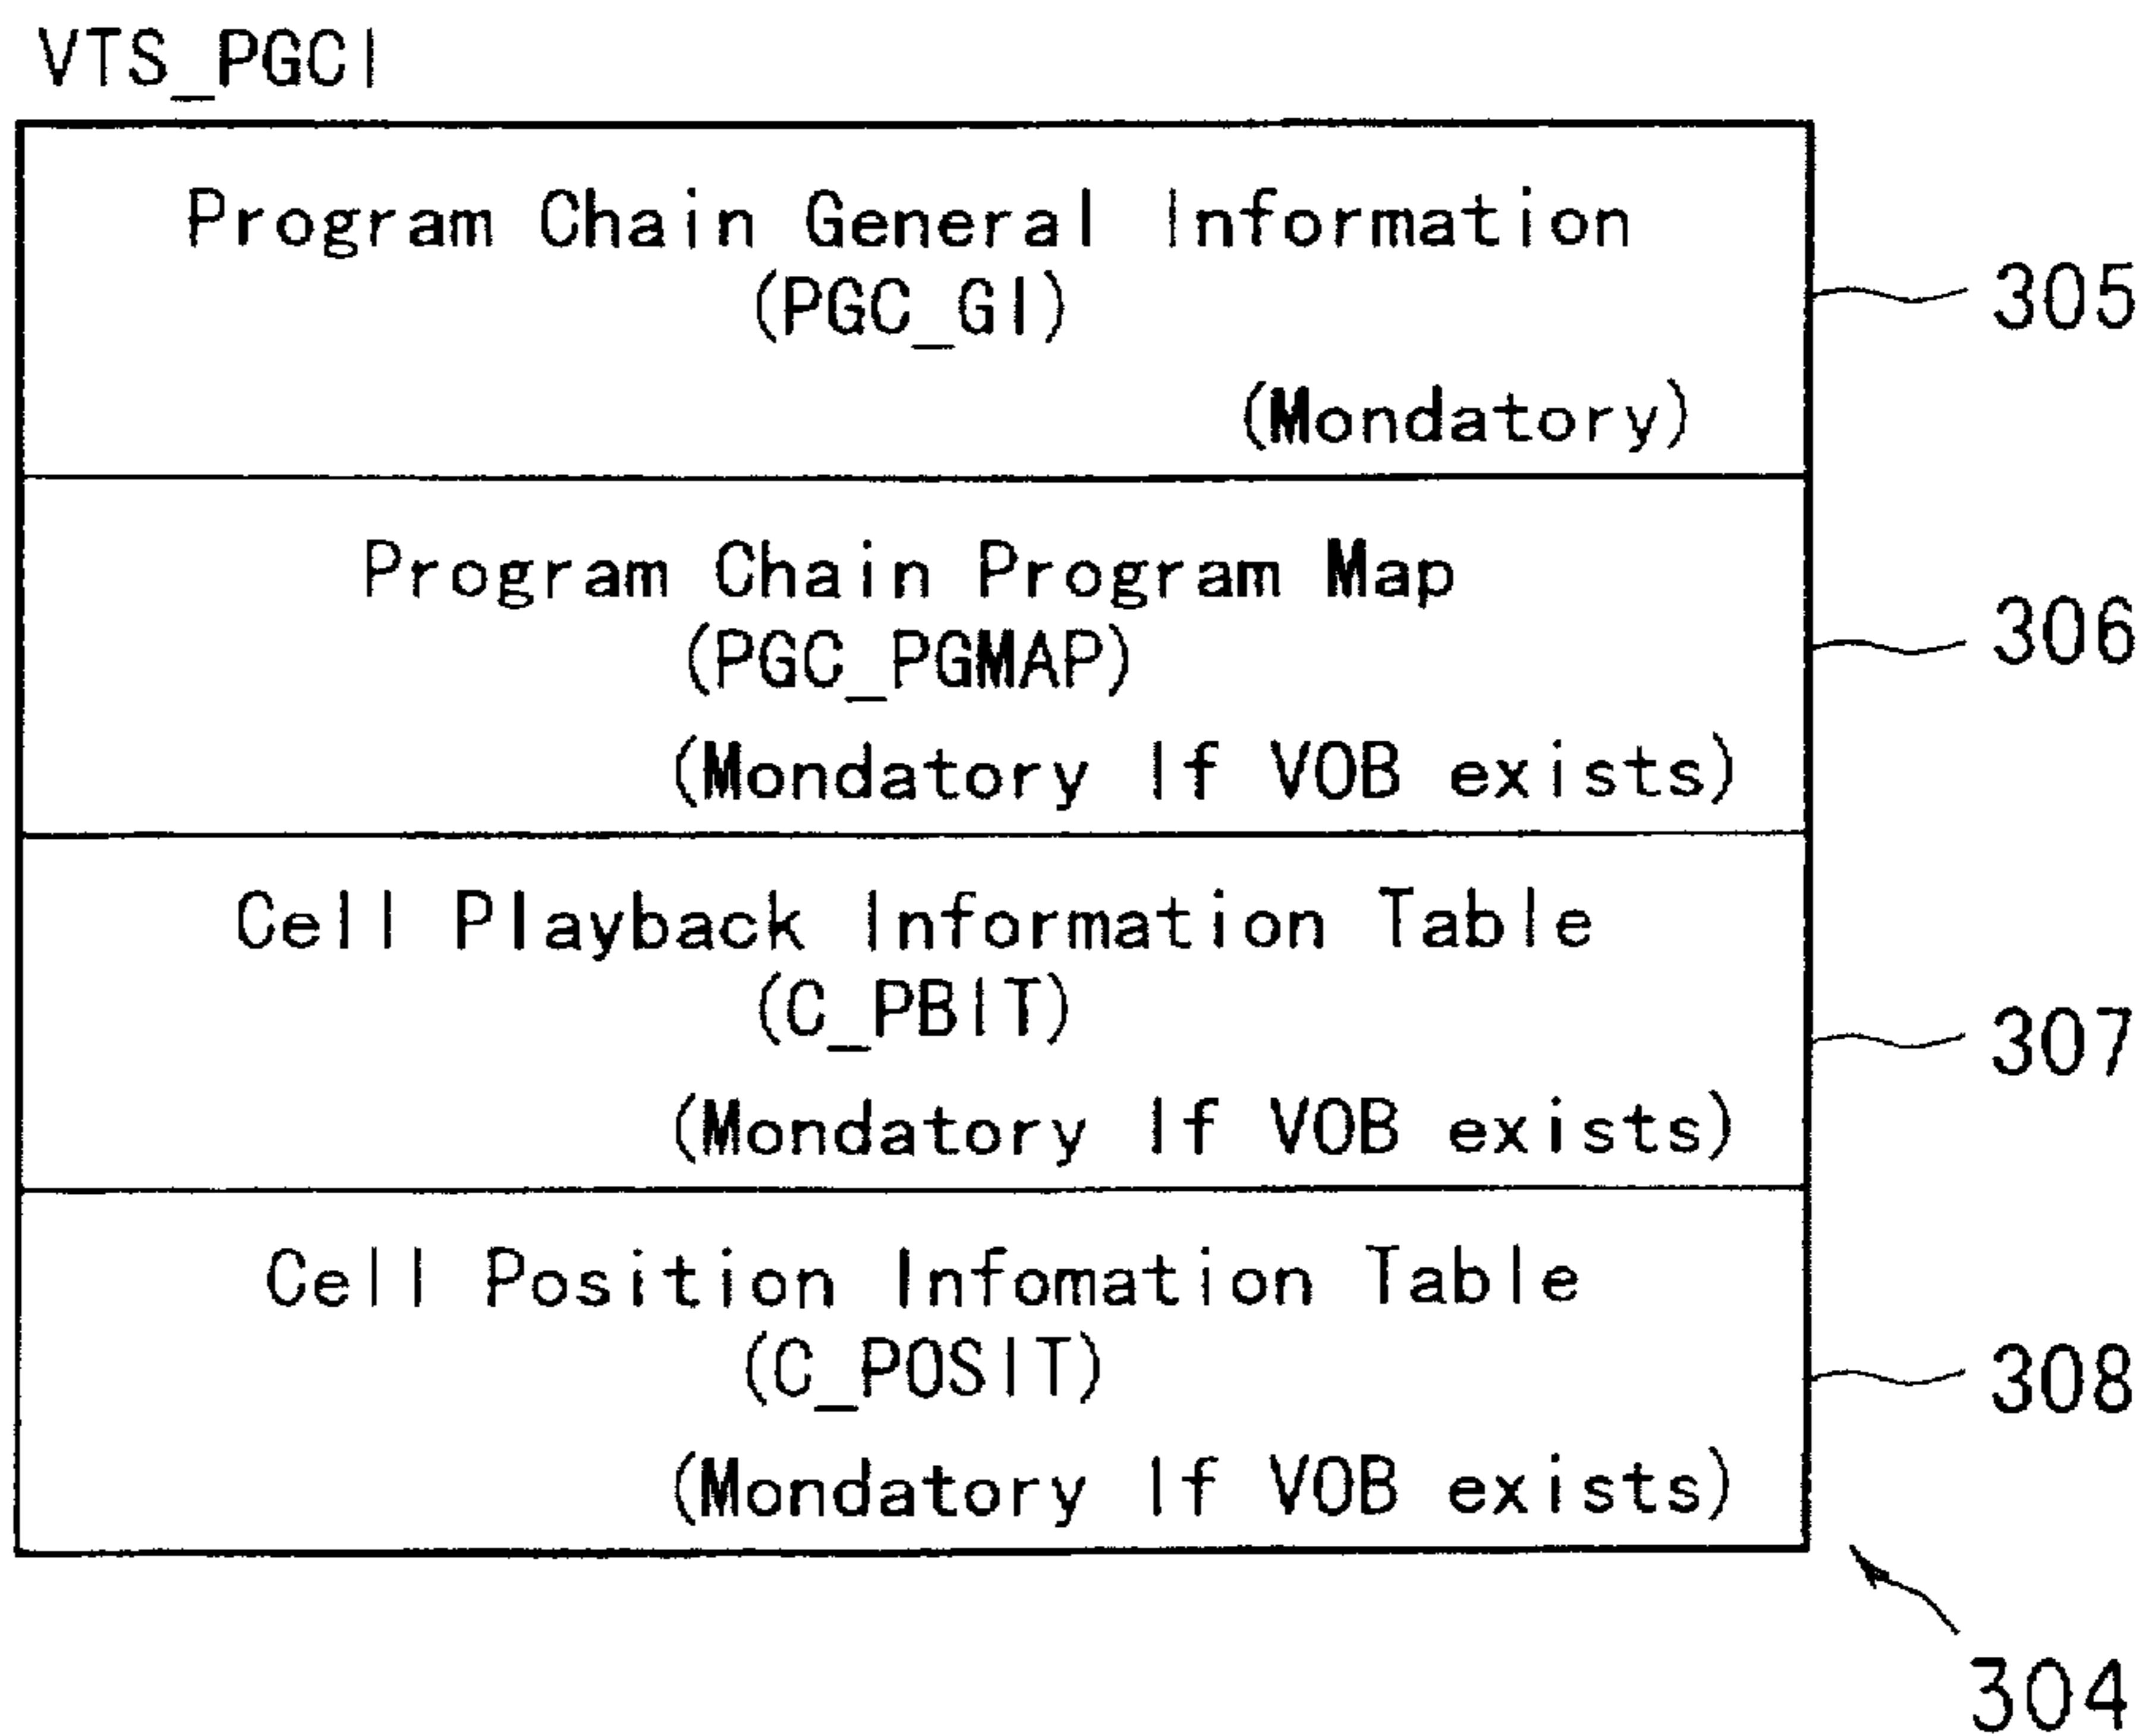 VTS_PGCI
Program Chain General Information
(PGC_GI)
305
(Mondatory)
Program Chain Program Map
306
(PGC_PGMAP)
(Mondatory If VOB exists)
Cell Playback Information Table
(C_PBIT)
307
(Mondatory If VOB exists)
Cell Position Infomation Table
(C_POSIT)
308
(Mondatory If VOB exists)
304